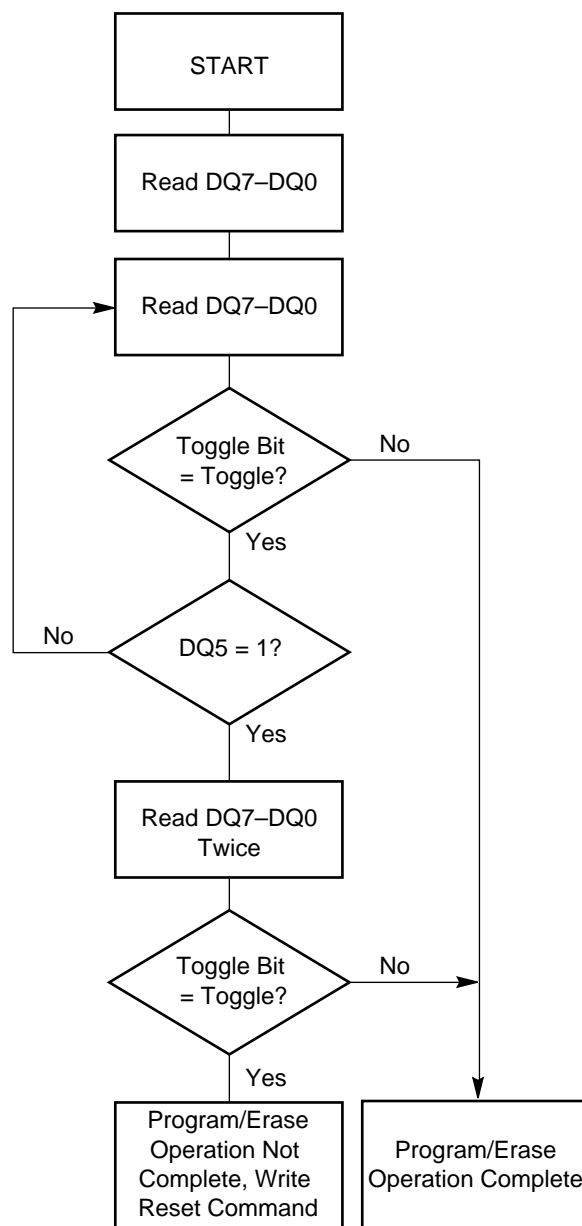 START
Read DQ7–DQ0
Read DQ7–DQ0
Toggle Bit
= Toggle?
No
Yes
No
DQ5 = 1?
Yes
Read DQ7–DQ0
Twice
Toggle Bit
= Toggle?
No
Yes
Program/Erase
Operation Not
Complete, Write
Reset Command
Program/Erase
Operation Complete